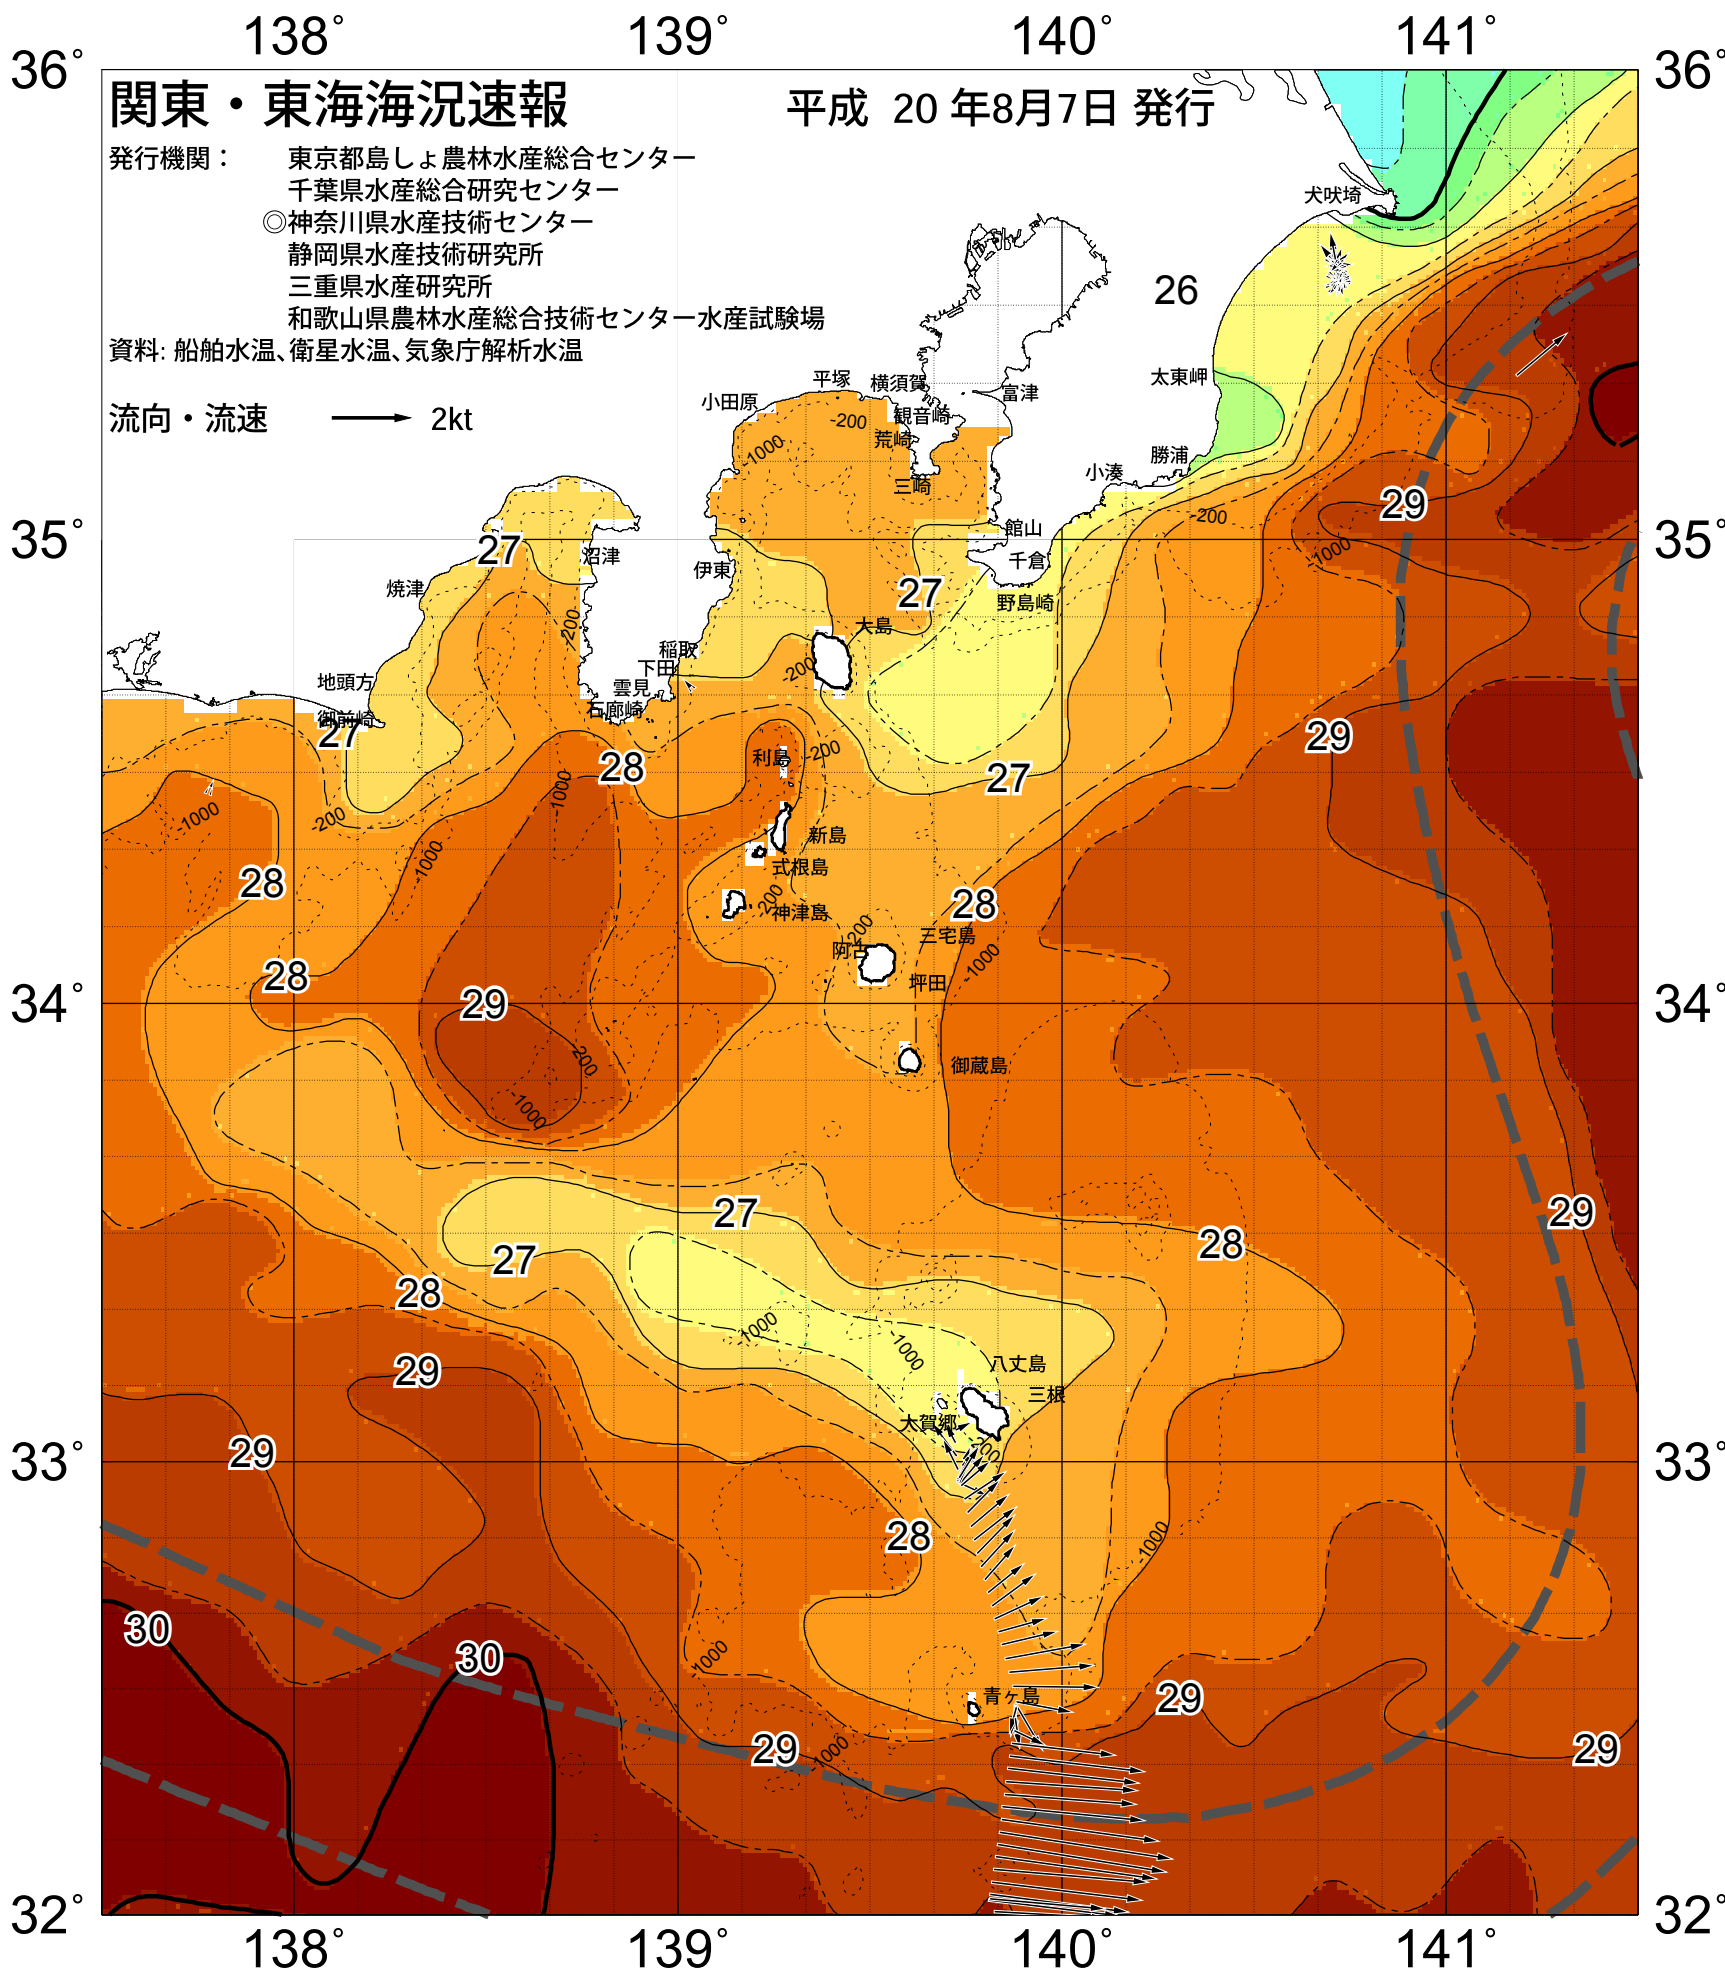 138° 139° 140° 141°
36° 36°
関東・東海海況速報 平成 20 年8月7日 発行
発行機関： 東京都島しょ農林水産総合センター
千葉県水産総合研究センター
◎神奈川県水産技術センター
静岡県水産技術研究所
三重県水産研究所
和歌山県農林水産総合技術センター水産試験場
資料: 船舶水温、衛星水温、気象庁解析水温
流向・流速 2kt
犬吠埼
26
太東岬
平塚
横須賀
小田原
富津
観音崎
-200
荒崎
-1000
三崎
勝浦
小湊
29
-200
館山
35° 35°
27
沼津
千倉
-1000
伊東
焼津
27
野島崎
大島
-200
稲取
下田
-200
地頭方
雲見
石廊崎
御前崎
27
29
-200
利島
28
27
-1000
-1000
-200
新島
-1000
式根島
28
28
-200
神津島
-200
三宅島
阿古
-1000
28
坪田
34° 34°
29
-200
御蔵島
-1000
27
29
28
27
28
-1000
-1000
八丈島
29
三根
大賀郷
-200
29
33° 33°
28
-1000
30
30
-1000
青ヶ島
29
29
-1000
29
32° 32°
138° 139° 140° 141°